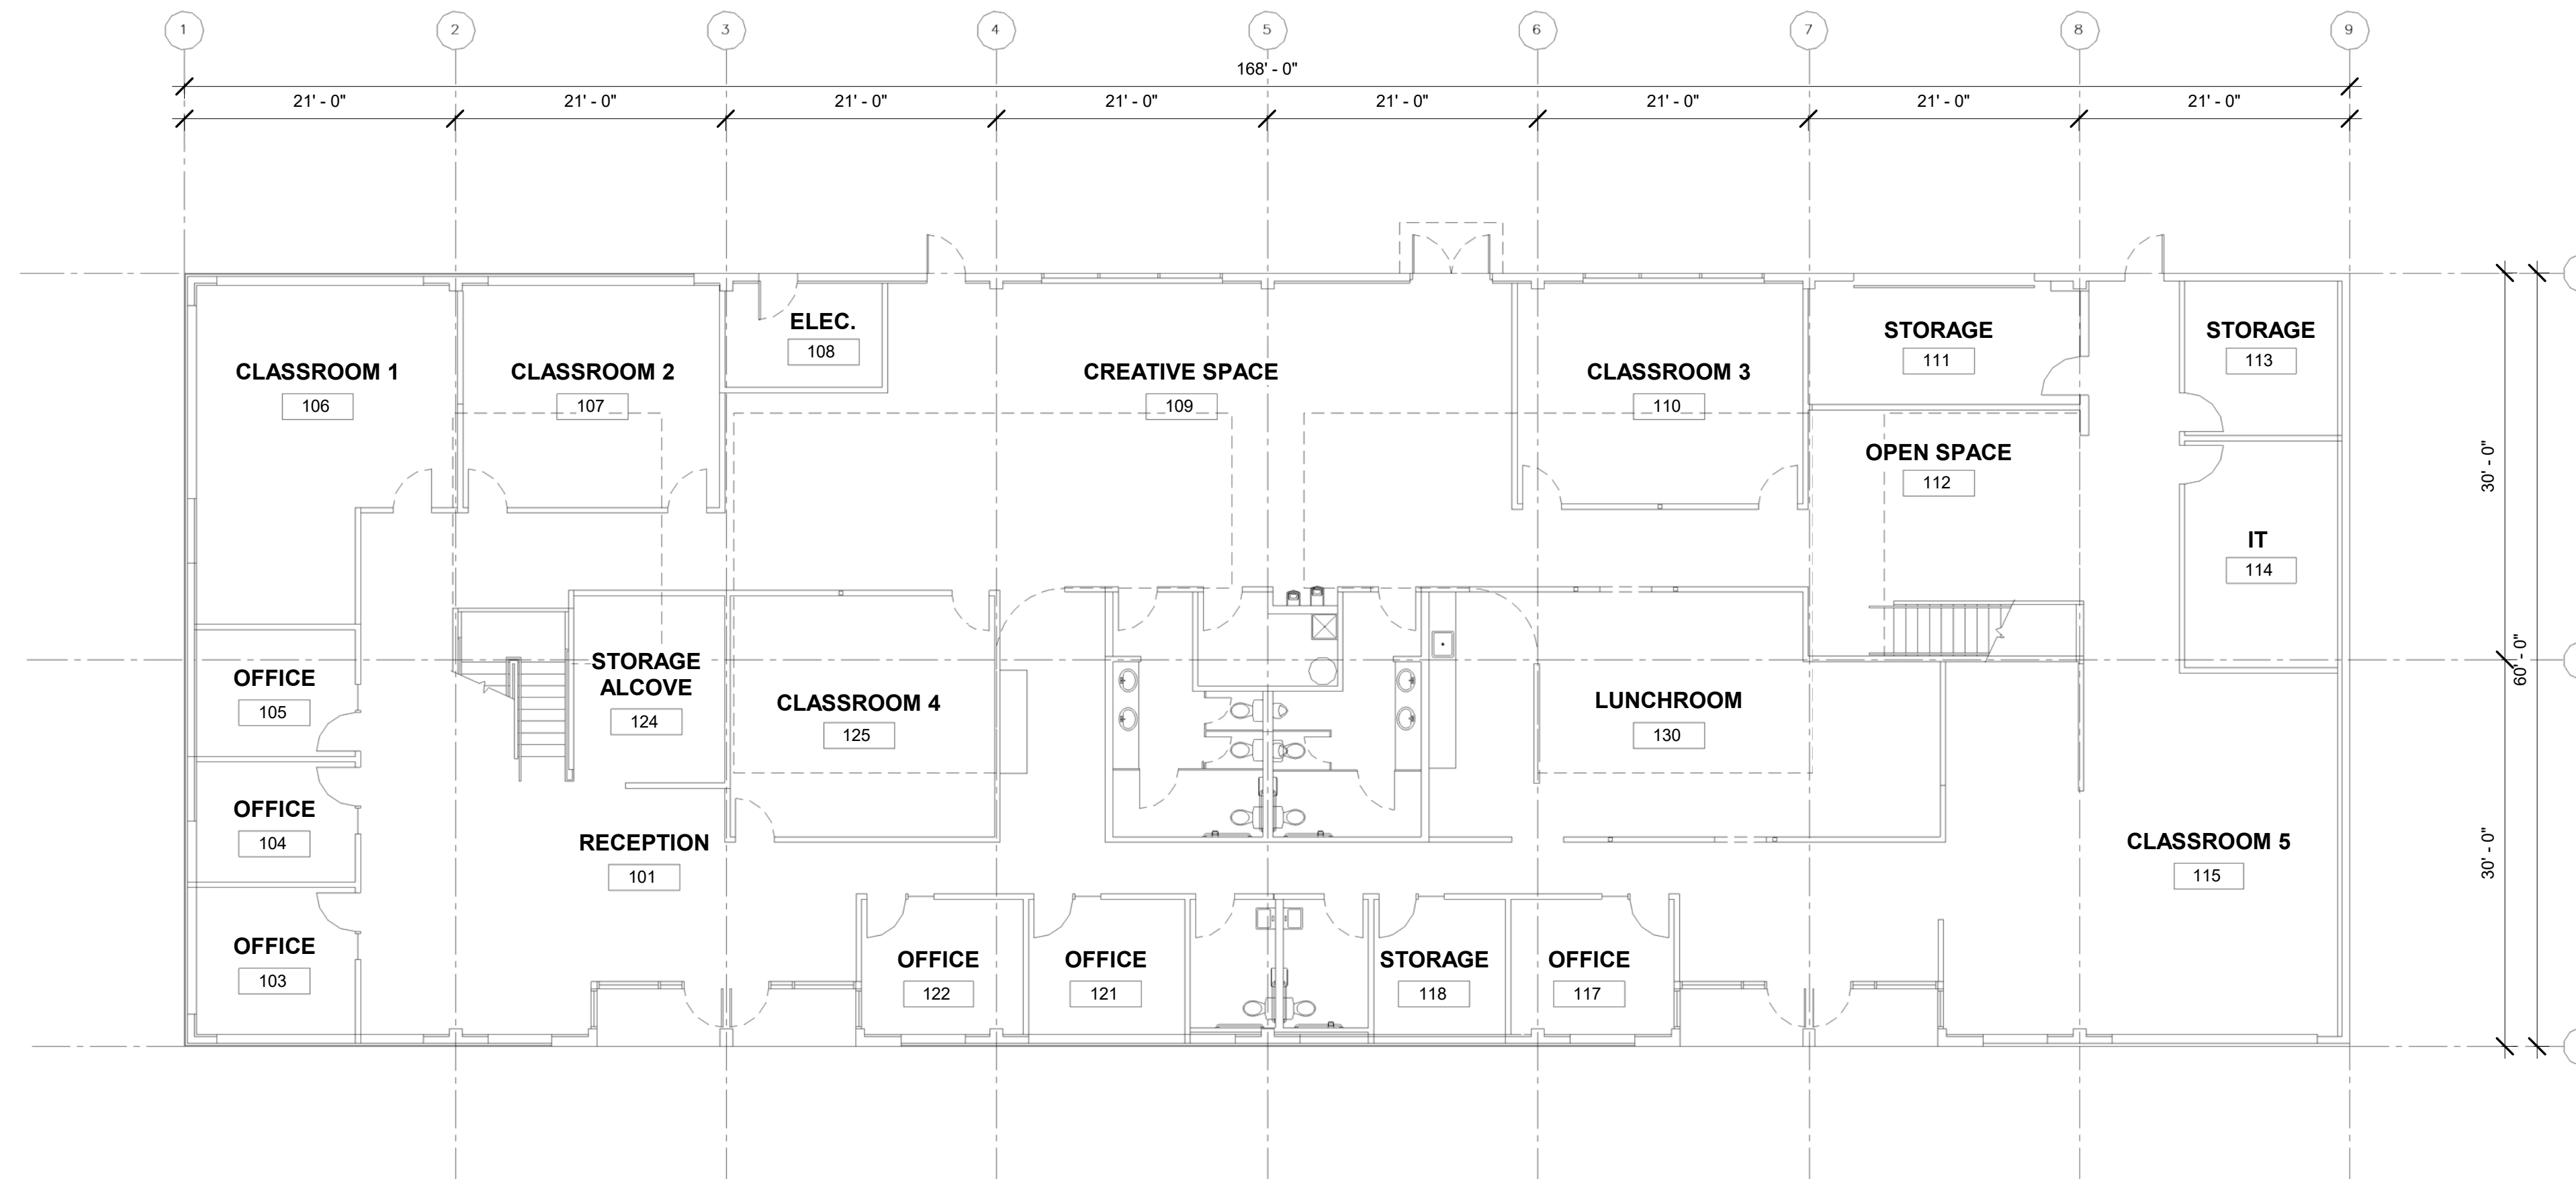 1 2 3 4 5 6 7 8 9
168' - 0"
21' - 0" 21' - 0" 21' - 0" 21' - 0" 21' - 0" 21' - 0" 21' - 0" 21' - 0"
ELEC.
108
STORAGE
111
STORAGE
113
CLASSROOM 1
106
CLASSROOM 2
107
CREATIVE SPACE
109
CLASSROOM 3
110
OPEN SPACE
112
30' - 0"
IT
114
60' - 0"
OFFICE
105
STORAGE
ALCOVE
124
CLASSROOM 4
125
LUNCHROOM
130
OFFICE
104
RECEPTION
101
CLASSROOM 5
115
30' - 0"
OFFICE
103
OFFICE
122
OFFICE
121
STORAGE
118
OFFICE
117